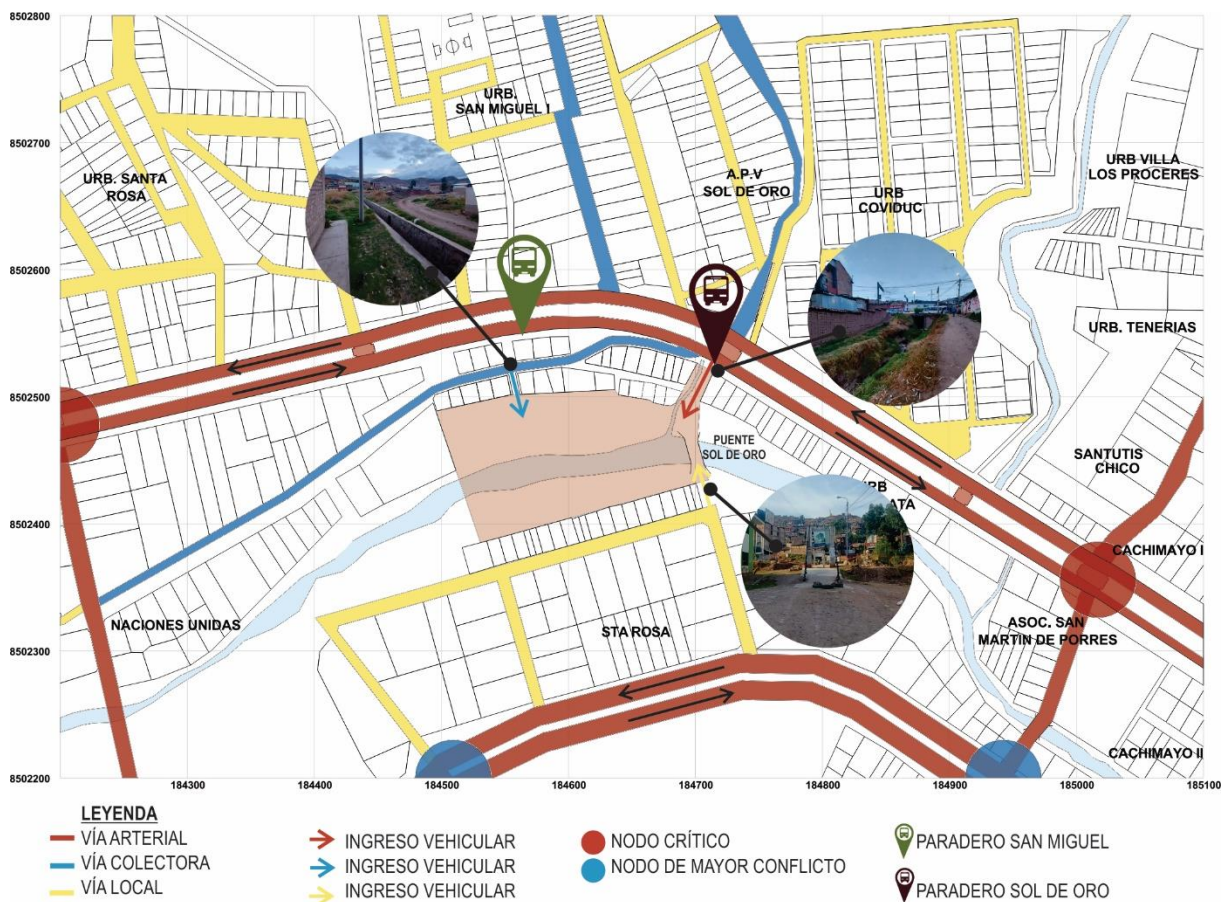 8502800
8502700
8502600
8502500
8502400
8502300
8502200
184300
184400
184500
184600
184700
184800
184900
185000
185100
URB.
SAN MIGUEL I
URB. SANTA
ROSA
A.P.V
SOL DE ORO
URB
COVIDUC
URB VILLA
LOS PROCERES
URB. TENERIAS
SANTUTIS
CHICO
PUENTE
SOL DE ORO
CACHIMAYO I
NACIONES UNIDAS
STA ROSA
ASOC. SAN
MARTIN DE PORRES
CACHIMAYO II
LEYENDA
VÍA ARTERIAL
VÍA COLECTORA
VÍA LOCAL
INGRESO VEHICULAR
INGRESO VEHICULAR
INGRESO VEHICULAR
NODO CRÍTICO
NODO DE MAYOR CONFLICTO
PARADERO SAN MIGUEL
PARADERO SOL DE ORO